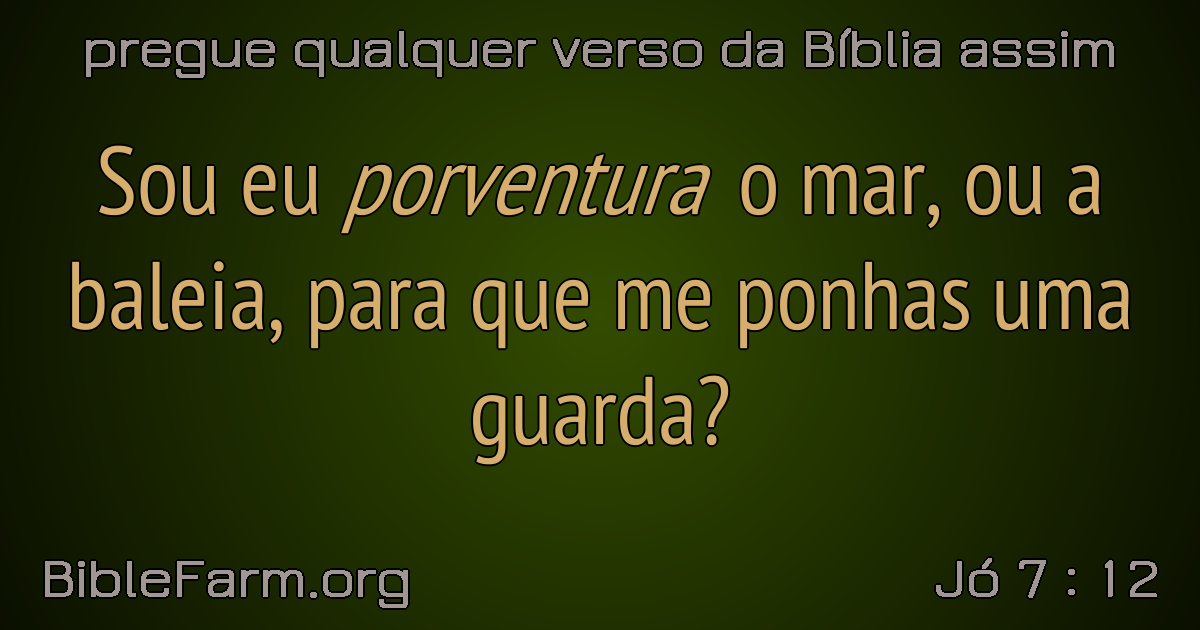 pregue qualquer verso da Bíblia assim
Sou eu porventura o mar, ou a
baleia, para que me ponhas uma
guarda?
BibleFarm.org
Jó 7 : 12